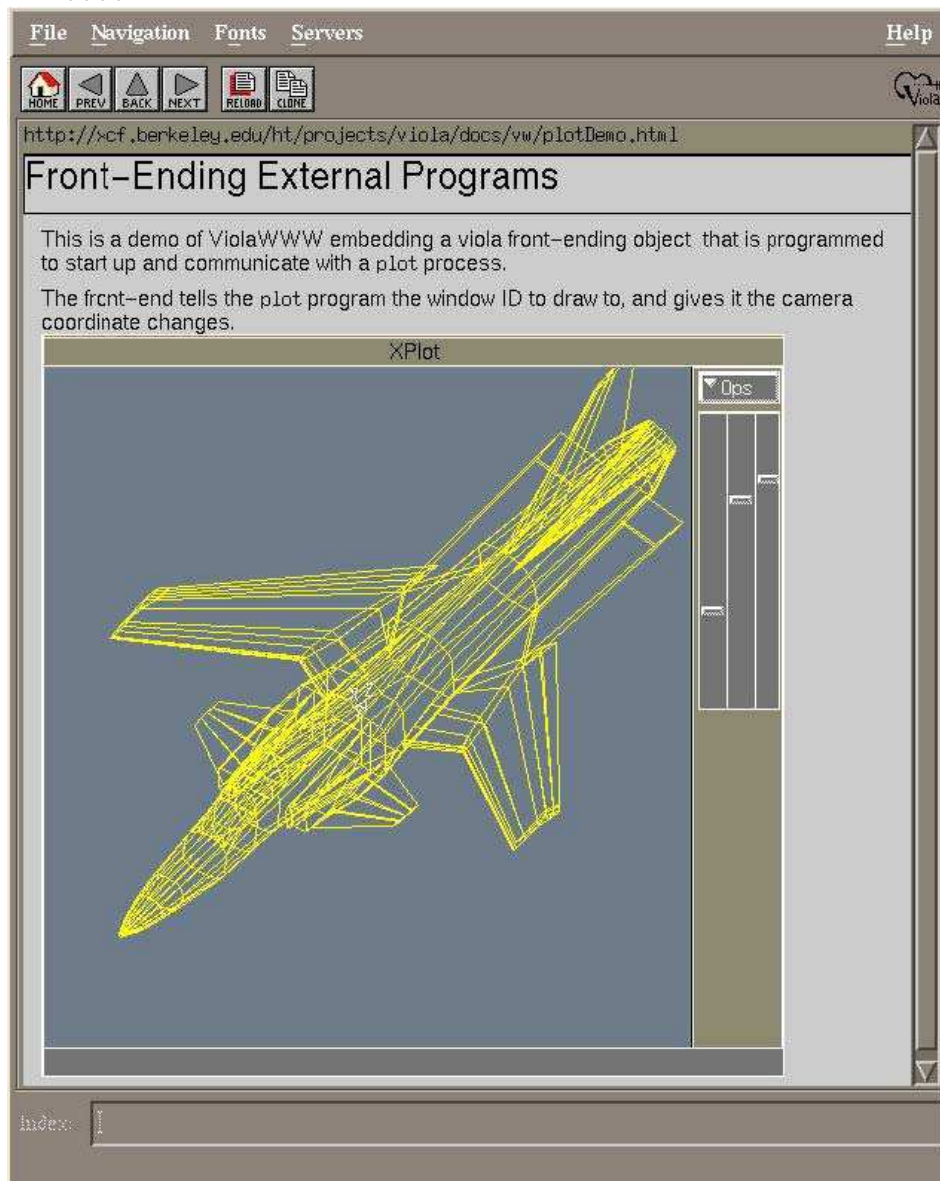 File Navigation Fonts Servers Help
HOME PREV BACK NEXT RELOAD CLONE Viola
http://xcf.berkeley.edu/ht/projects/viola/docs/vw/plotDemo.html
Front-Ending External Programs
This is a demo of ViolaWWW embedding a viola front-ending object that is programmed
to start up and communicate with a plot process.
The front-end tells the plot program the window ID to draw to, and gives it the camera
coordinate changes.
XPlot
Ops
Index: